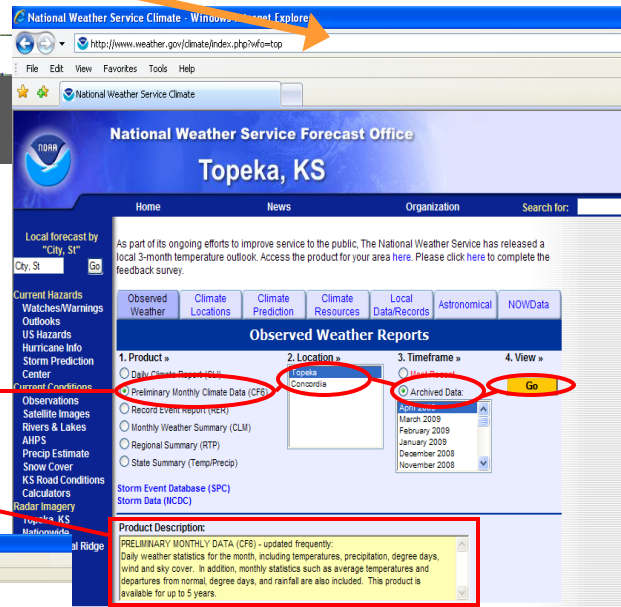 National Weather Service Climate - Windows Internet Explorer
http://www.weather.gov/climate/index.php?wfo=top
File Edit View Favorites Tools Help
National Weather Service Climate
NOAA
National Weather Service Forecast Office
Topeka, KS
Home News Organization Search for:
Local forecast by
"City, St"
City, St Go
Current Hazards
Watches/Warnings
Outlooks
US Hazards
Hurricane Info
Storm Prediction
Center
Current Conditions
Observations
Satellite Images
Rivers & Lakes
AHPS
Precip Estimate
Snow Cover
KS Road Conditions
Calculators
Radar Imagery
Topeka, KS
Nationwide
al Ridge
As part of its ongoing efforts to improve service to the public, The National Weather Service has released a
local 3-month temperature outlook. Access the product for your area here. Please click here to complete the
feedback survey.
Observed Weather
Climate Locations
Climate Prediction
Climate Resources
Local Data/Records
Astronomical
NOWData
Observed Weather Reports
1. Product »
Daily Climate Report (CLI)
Preliminary Monthly Climate Data (CF6)
Record Event Report (RER)
Monthly Weather Summary (CLM)
Regional Summary (RTP)
State Summary (Temp/Precip)
2. Location »
Topeka
Concordia
3. Timeframe »
Most Recent
Archived Data:
April 2009
March 2009
February 2009
January 2009
December 2008
November 2008
4. View »
Go
Storm Event Database (SPC)
Storm Data (NCDC)
Product Description:
PRELIMINARY MONTHLY DATA (CF6) - updated frequently:
Daily weather statistics for the month, including temperatures, precipitation, degree days,
wind and sky cover. In addition, monthly statistics such as average temperatures and
departures from normal, degree days, and rainfall are also included. This product is
available for up to 5 years.